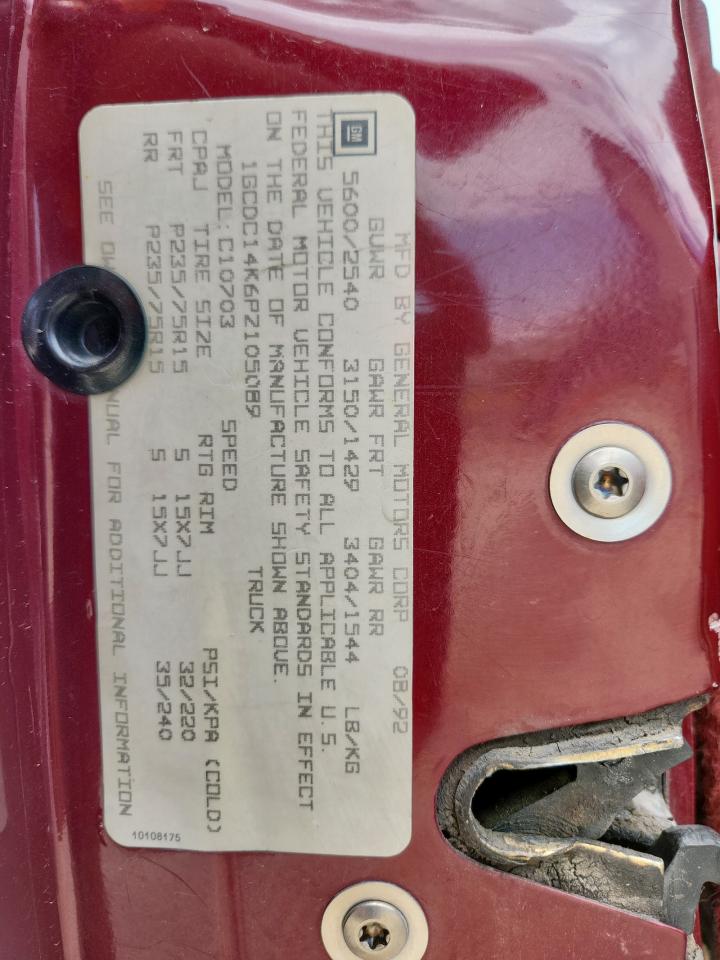 MFD BY GENERAL MOTORS CORP 08/92
GM
GVWR GAWR FRT GAWR RR
5600/2540 3150/1429 3404/1544 LB/KG
THIS VEHICLE CONFORMS TO ALL APPLICABLE U.S.
FEDERAL MOTOR VEHICLE SAFETY STANDARDS IN EFFECT
ON THE DATE OF MANUFACTURE SHOWN ABOVE.
1GCDC14K6P2105089 TRUCK
MODEL: C10703 SPEED
CPAJ TIRE SIZE RTG RIM PSI/KPA (COLD)
FRT P235/75R15 S 15X7JJ 32/220
RR P235/75R15 S 15X7JJ 35/240
SEE FOR ADDITIONAL INFORMATION
10108175